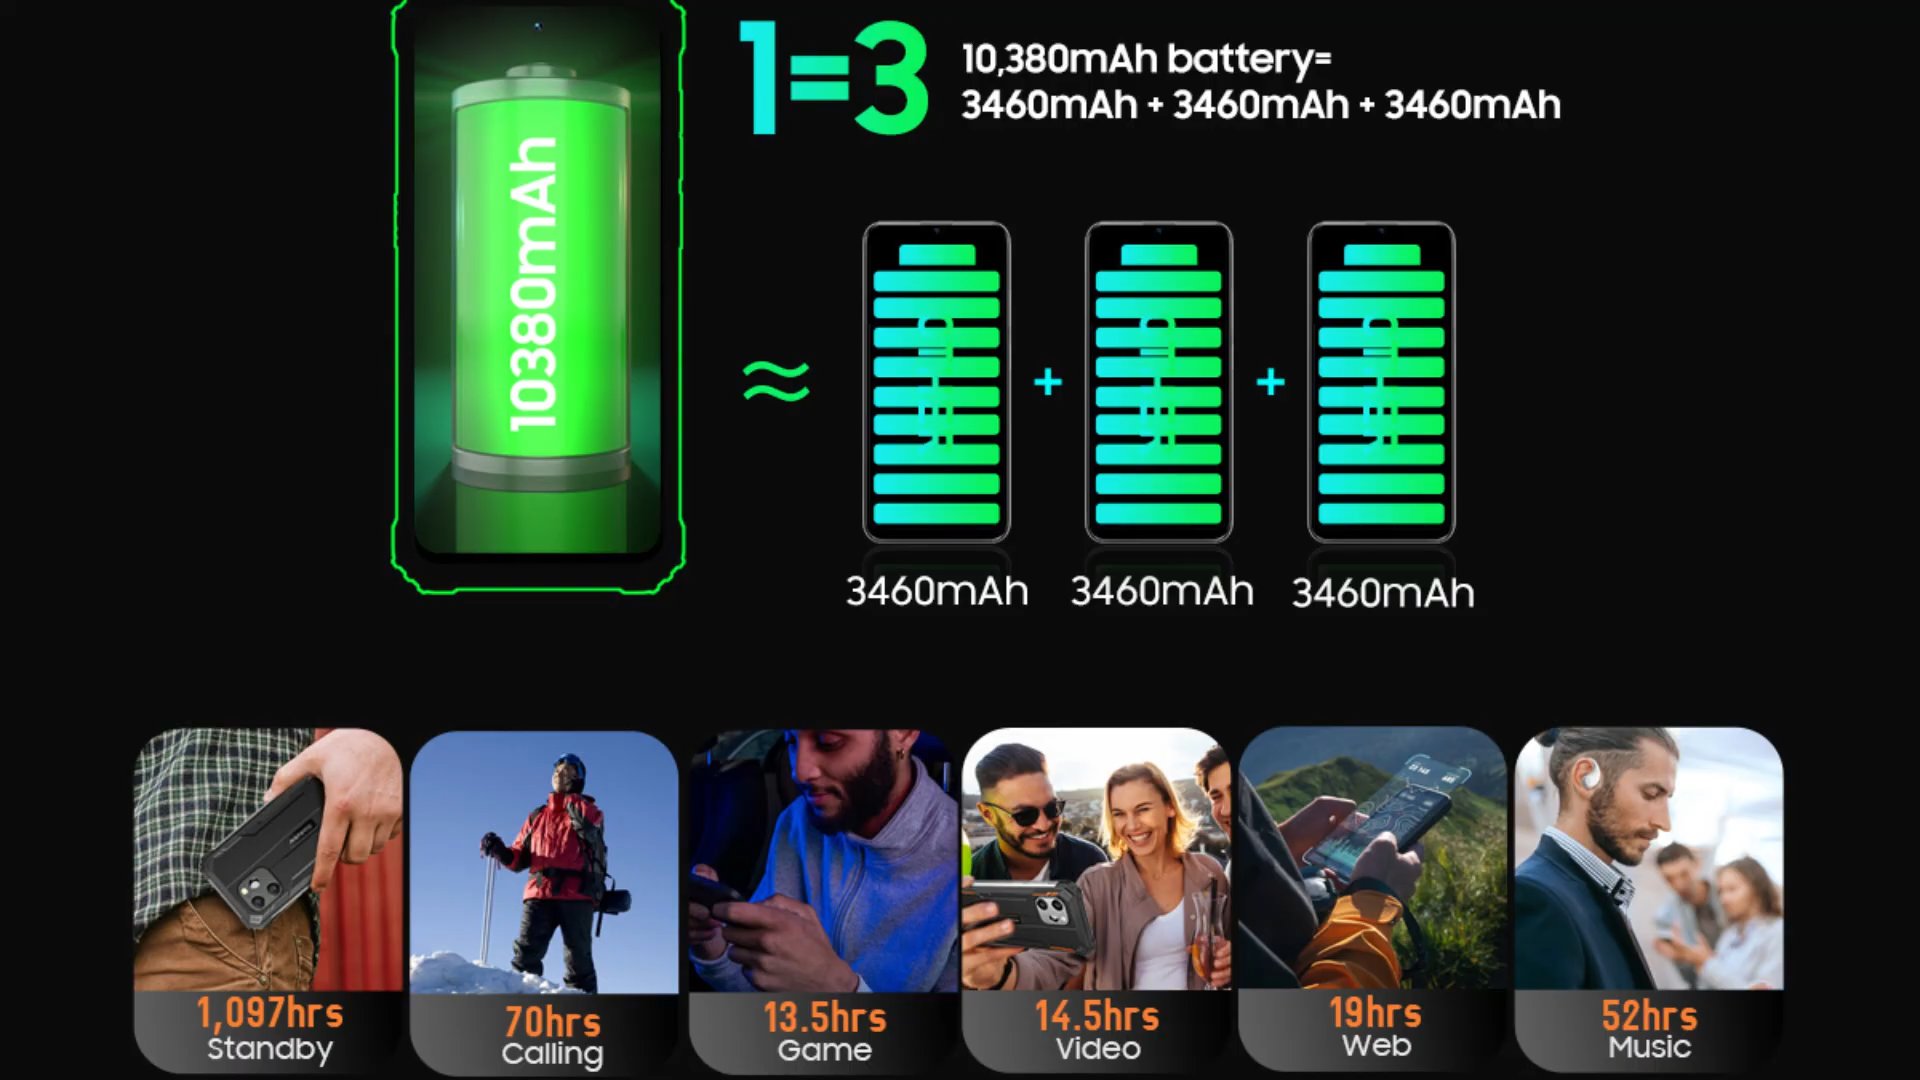 10380mAh
1=3
10,380mAh battery=
3460mAh + 3460mAh + 3460mAh
≈
+
+
3460mAh
3460mAh
3460mAh
1,097hrs
Standby
70hrs
Calling
13.5hrs
Game
14.5hrs
Video
19hrs
Web
52hrs
Music